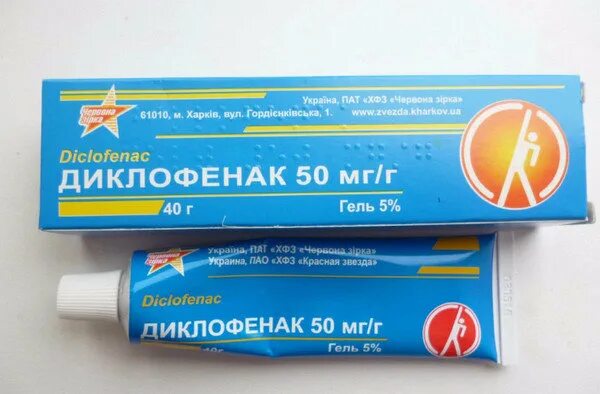 Червона
зірка
Україна, ПАТ «ХФЗ «Червона зірка»
61010, м. Харків, вул. Гордієнківська, 1. www.zvezda.kharkov.ua
Diclofenac
ДИКЛОФЕНАК 50 мг/г
40 г Гель 5%
Червона
зірка
Україна, ПАТ «ХФЗ «Червона зірка»
Украина, ПАО «ХФЗ «Красная звезда»
Diclofenac
ДИКЛОФЕНАК 50 мг/г
40г Гель 5%